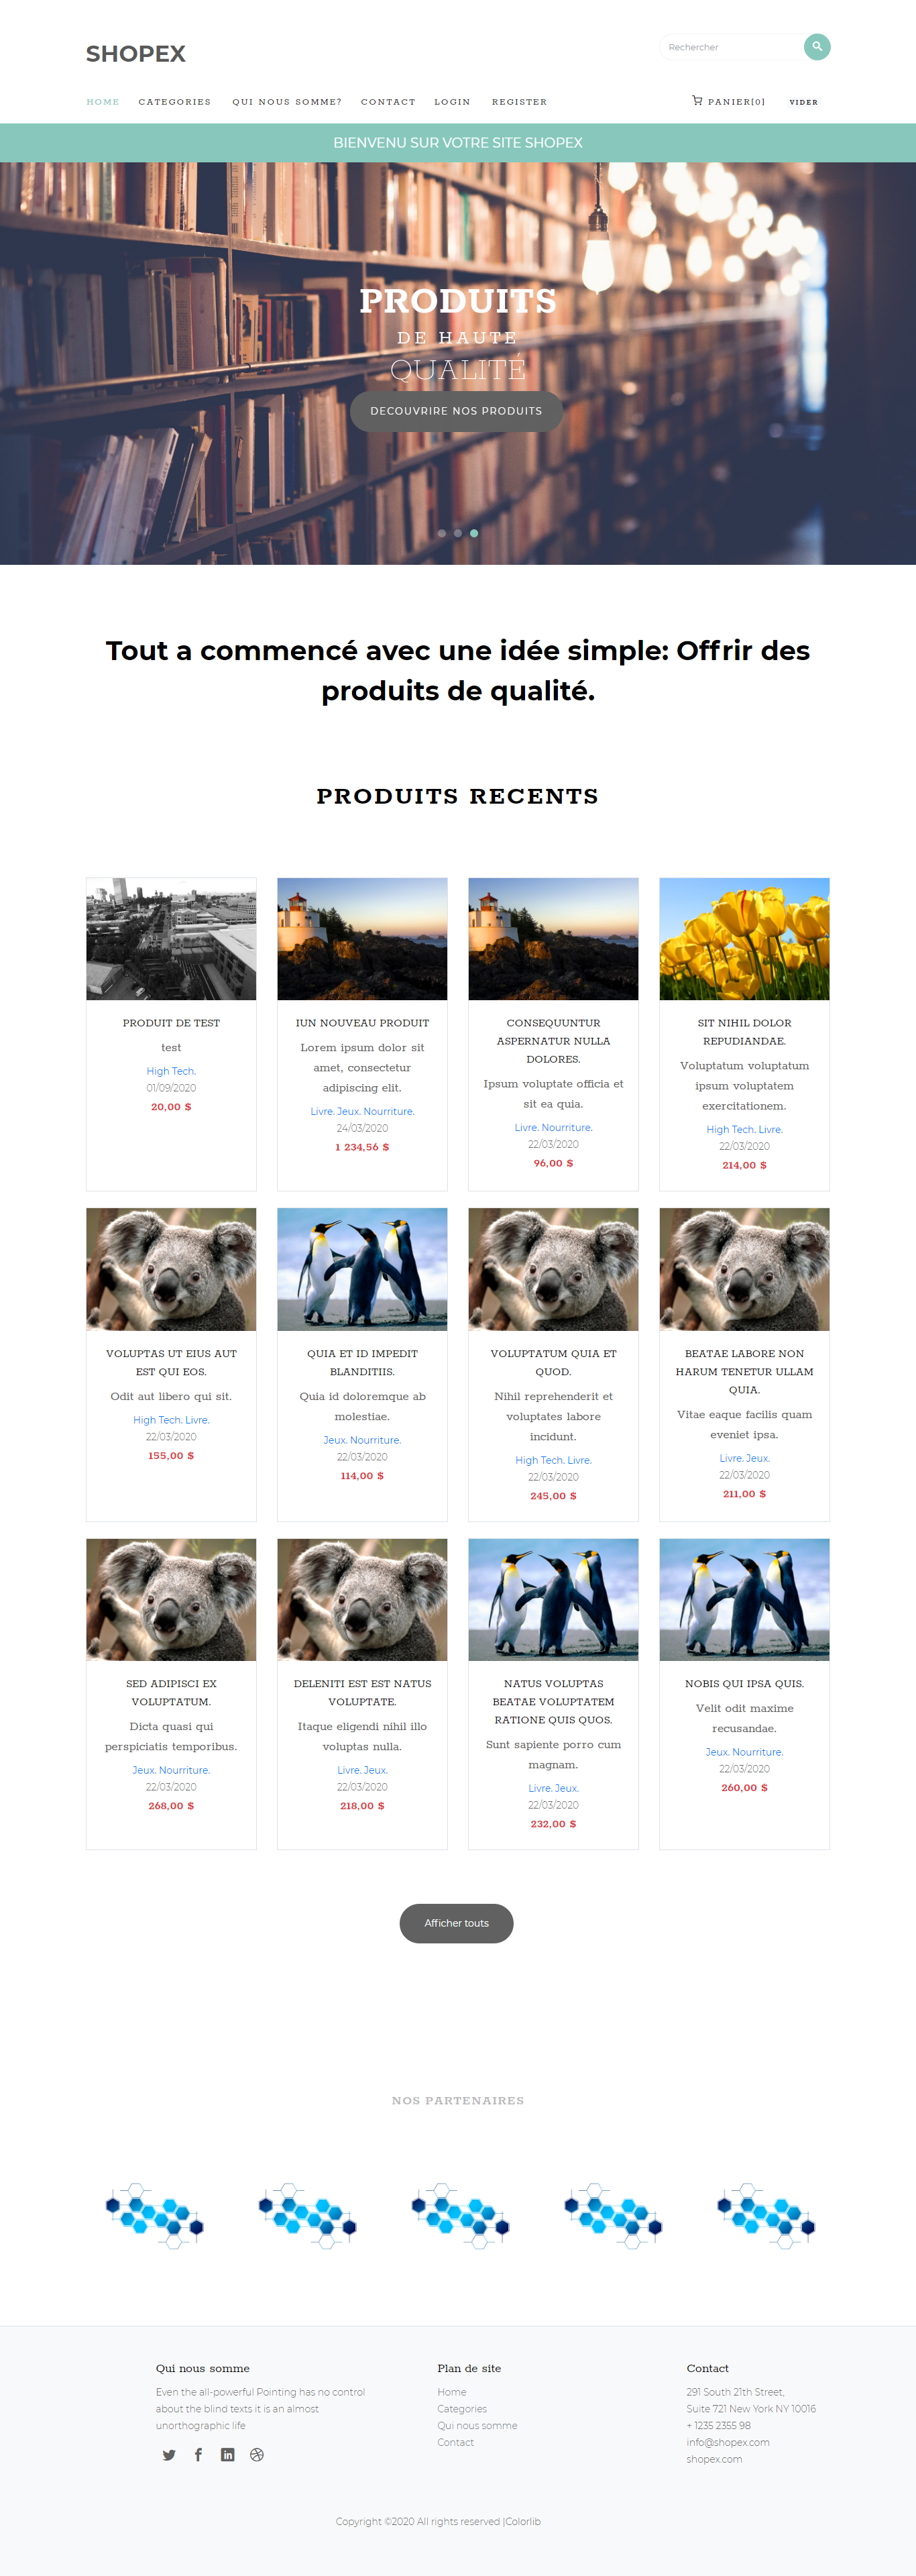 SHOPEX
Rechercher
HOME CATEGORIES QUI NOUS SOMME? CONTACT LOGIN REGISTER PANIER[0] VIDER
BIENVENU SUR VOTRE SITE SHOPEX
PRODUITS
DE HAUTE
QUALITÉ
DECOUVRIRE NOS PRODUITS
Tout a commencé avec une idée simple: Offrir des
produits de qualité.
PRODUITS RECENTS
PRODUIT DE TEST
test
High Tech.
01/09/2020
20,00 $
IUN NOUVEAU PRODUIT
Lorem ipsum dolor sit
amet, consectetur
adipiscing elit.
Livre. Jeux. Nourriture.
24/03/2020
1 234,56 $
CONSEQUUNTUR
ASPERNATUR NULLA
DOLORES.
Ipsum voluptate officia et
sit ea quia.
Livre. Nourriture.
22/03/2020
96,00 $
SIT NIHIL DOLOR
REPUDIANDAE.
Voluptatum voluptatum
ipsum voluptatem
exercitationem.
High Tech. Livre.
22/03/2020
214,00 $
VOLUPTAS UT EIUS AUT
EST QUI EOS.
Odit aut libero qui sit.
High Tech. Livre.
22/03/2020
155,00 $
QUIA ET ID IMPEDIT
BLANDITIIS.
Quia id doloremque ab
molestiae.
Jeux. Nourriture.
22/03/2020
114,00 $
VOLUPTATUM QUIA ET
QUOD.
Nihil reprehenderit et
voluptates labore
incidunt.
High Tech. Livre.
22/03/2020
245,00 $
BEATAE LABORE NON
HARUM TENETUR ULLAM
QUIA.
Vitae eaque facilis quam
eveniet ipsa.
Livre. Jeux.
22/03/2020
211,00 $
SED ADIPISCI EX
VOLUPTATUM.
Dicta quasi qui
perspiciatis temporibus.
Jeux. Nourriture.
22/03/2020
268,00 $
DELENITI EST EST NATUS
VOLUPTATE.
Itaque eligendi nihil illo
voluptas nulla.
Livre. Jeux.
22/03/2020
218,00 $
NATUS VOLUPTAS
BEATAE VOLUPTATEM
RATIONE QUIS QUOS.
Sunt sapiente porro cum
magnam.
Livre. Jeux.
22/03/2020
232,00 $
NOBIS QUI IPSA QUIS.
Velit odit maxime
recusandae.
Jeux. Nourriture.
22/03/2020
260,00 $
Afficher touts
NOS PARTENAIRES
Qui nous somme
Even the all-powerful Pointing has no control
about the blind texts it is an almost
unorthographic life
Plan de site
Home
Categories
Qui nous somme
Contact
Contact
291 South 21th Street,
Suite 721 New York NY 10016
+ 1235 2355 98
info@shopex.com
shopex.com
Copyright ©2020 All rights reserved |Colorlib